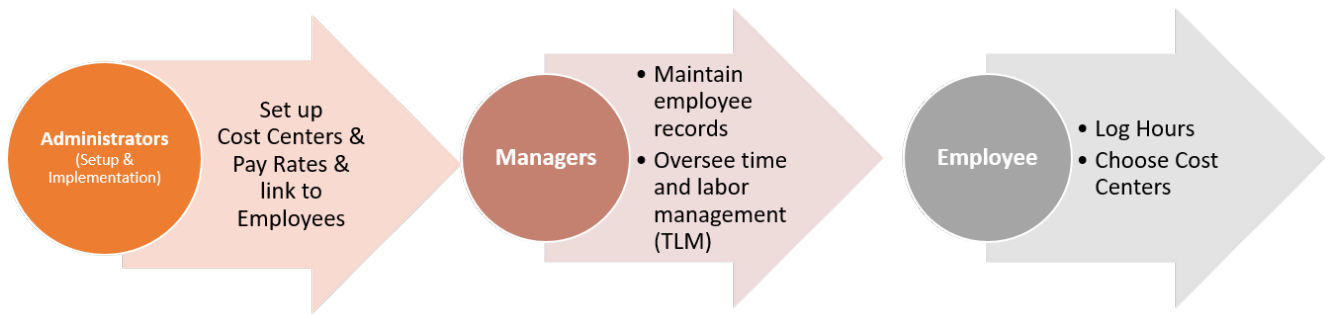 Administrators
(Setup &
Implementation)
Set up
Cost Centers &
Pay Rates &
link to
Employees
Managers
• Maintain
employee
records
• Oversee time
and labor
management
(TLM)
Employee
• Log Hours
• Choose Cost
Centers